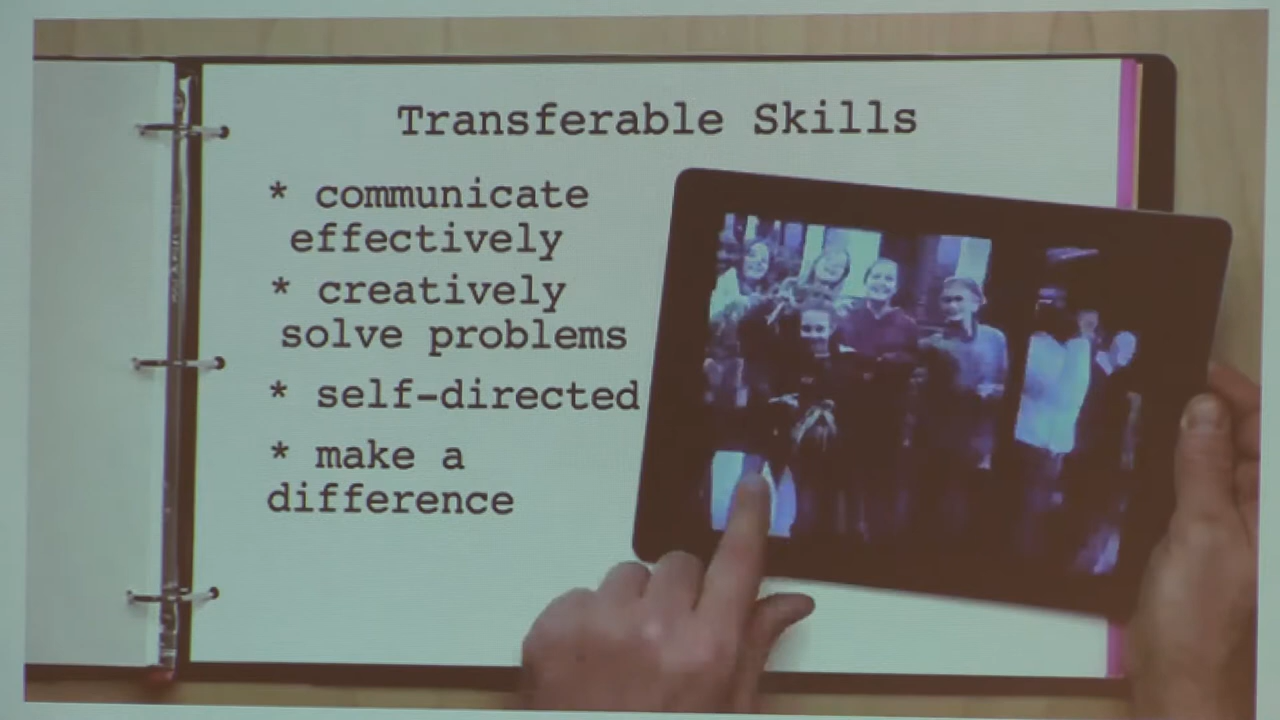 Transferable Skills
* communicate
effectively
* creatively
solve problems
* self-directed
* make a
difference